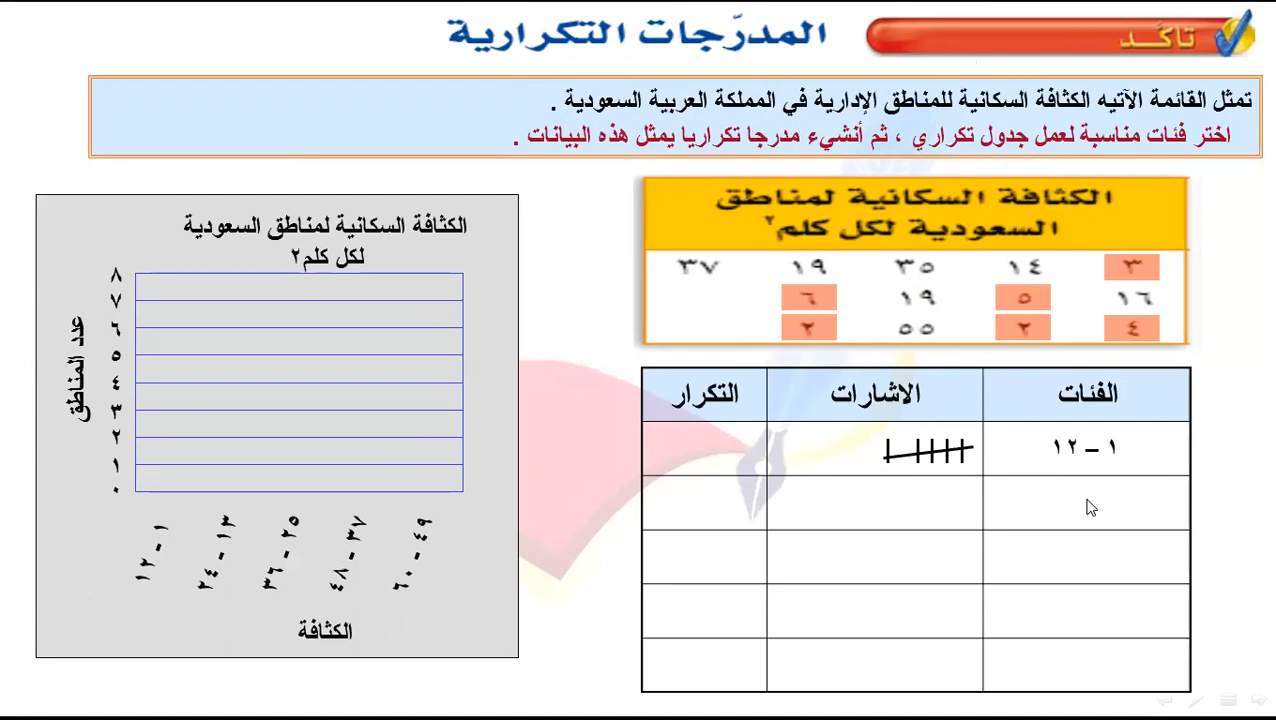 تأكّد
المدرّجات التكرارية
تمثل القائمة الآتيه الكثافة السكانية للمناطق الإدارية في المملكة العربية السعودية .
اختر فئات مناسبة لعمل جدول تكراري ، ثم أنشيء مدرجا تكراريا يمثل هذه البيانات .
الكثافة السكانية لمناطق
السعودية لكل كلم٢
٣ ١٤ ٣٥ ١٩ ٣٧
١٦ ٥ ١٩ ٦
٤ ٢ ٥٥ ٢
الفئات الاشارات التكرار
١ – ١٢
الكثافة السكانية لمناطق السعودية
لكل كلم٢
عدد المناطق
٨
٧
٦
٥
٤
٣
٢
١
٠
١ - ١٢
١٣ - ٢٤
٢٥ - ٣٦
٣٧ - ٤٨
٤٩ - ٦٠
الكثافة